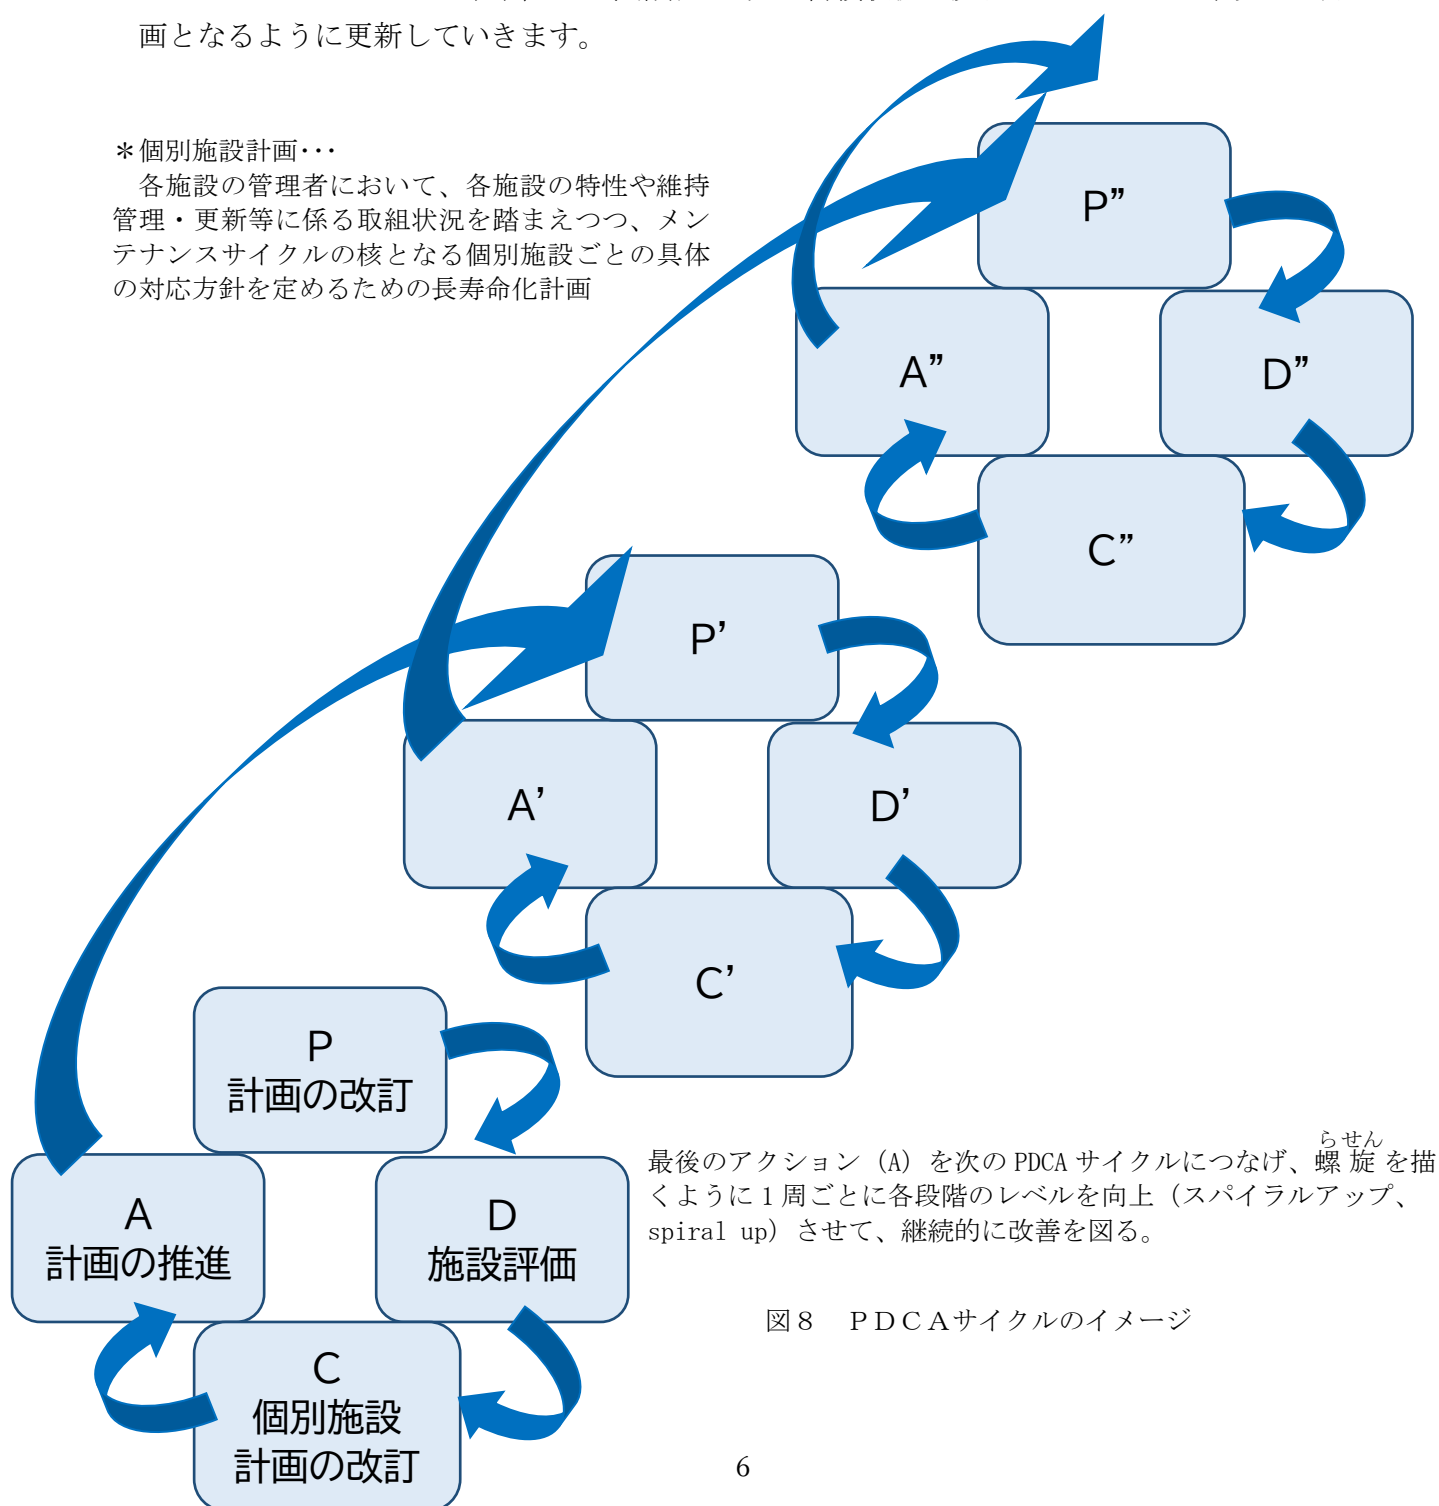 画となるように更新していきます。
＊個別施設計画･･･
各施設の管理者において、各施設の特性や維持
管理・更新等に係る取組状況を踏まえつつ、メン
テナンスサイクルの核となる個別施設ごとの具体
の対応方針を定めるための長寿命化計画
P”
A”
D”
C”
P’
A’
D’
C’
P
計画の改訂
A
計画の推進
D
施設評価
C
個別施設
計画の改訂
らせん
最後のアクション（A）を次の PDCA サイクルにつなげ、螺旋を描
くように１周ごとに各段階のレベルを向上（スパイラルアップ、
spiral up）させて、継続的に改善を図る。
図８　ＰＤＣＡサイクルのイメージ
6